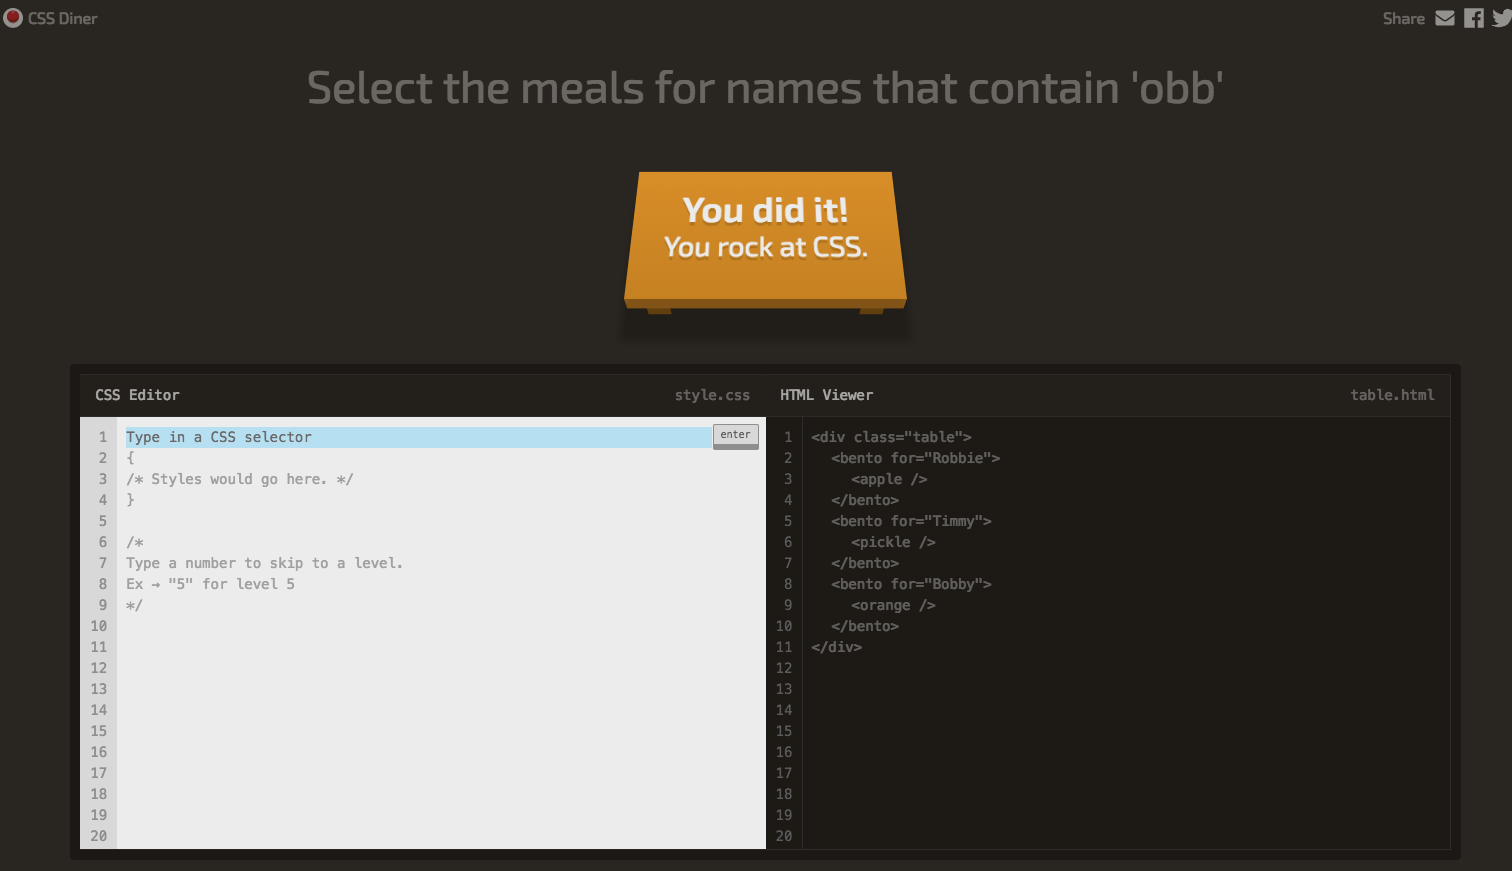 CSS Diner
Share
Select the meals for names that contain 'obb'
You did it!
You rock at CSS.
CSS Editor
style.css
1 Type in a CSS selector
enter
2 {
3 /* Styles would go here. */
4 }
5
6 /*
7 Type a number to skip to a level.
8 Ex → "5" for level 5
9 */
10
11
12
13
14
15
16
17
18
19
20
HTML Viewer
table.html
1 <div class="table">
2 <bento for="Robbie">
3 <apple />
4 </bento>
5 <bento for="Timmy">
6 <pickle />
7 </bento>
8 <bento for="Bobby">
9 <orange />
10 </bento>
11 </div>
12
13
14
15
16
17
18
19
20